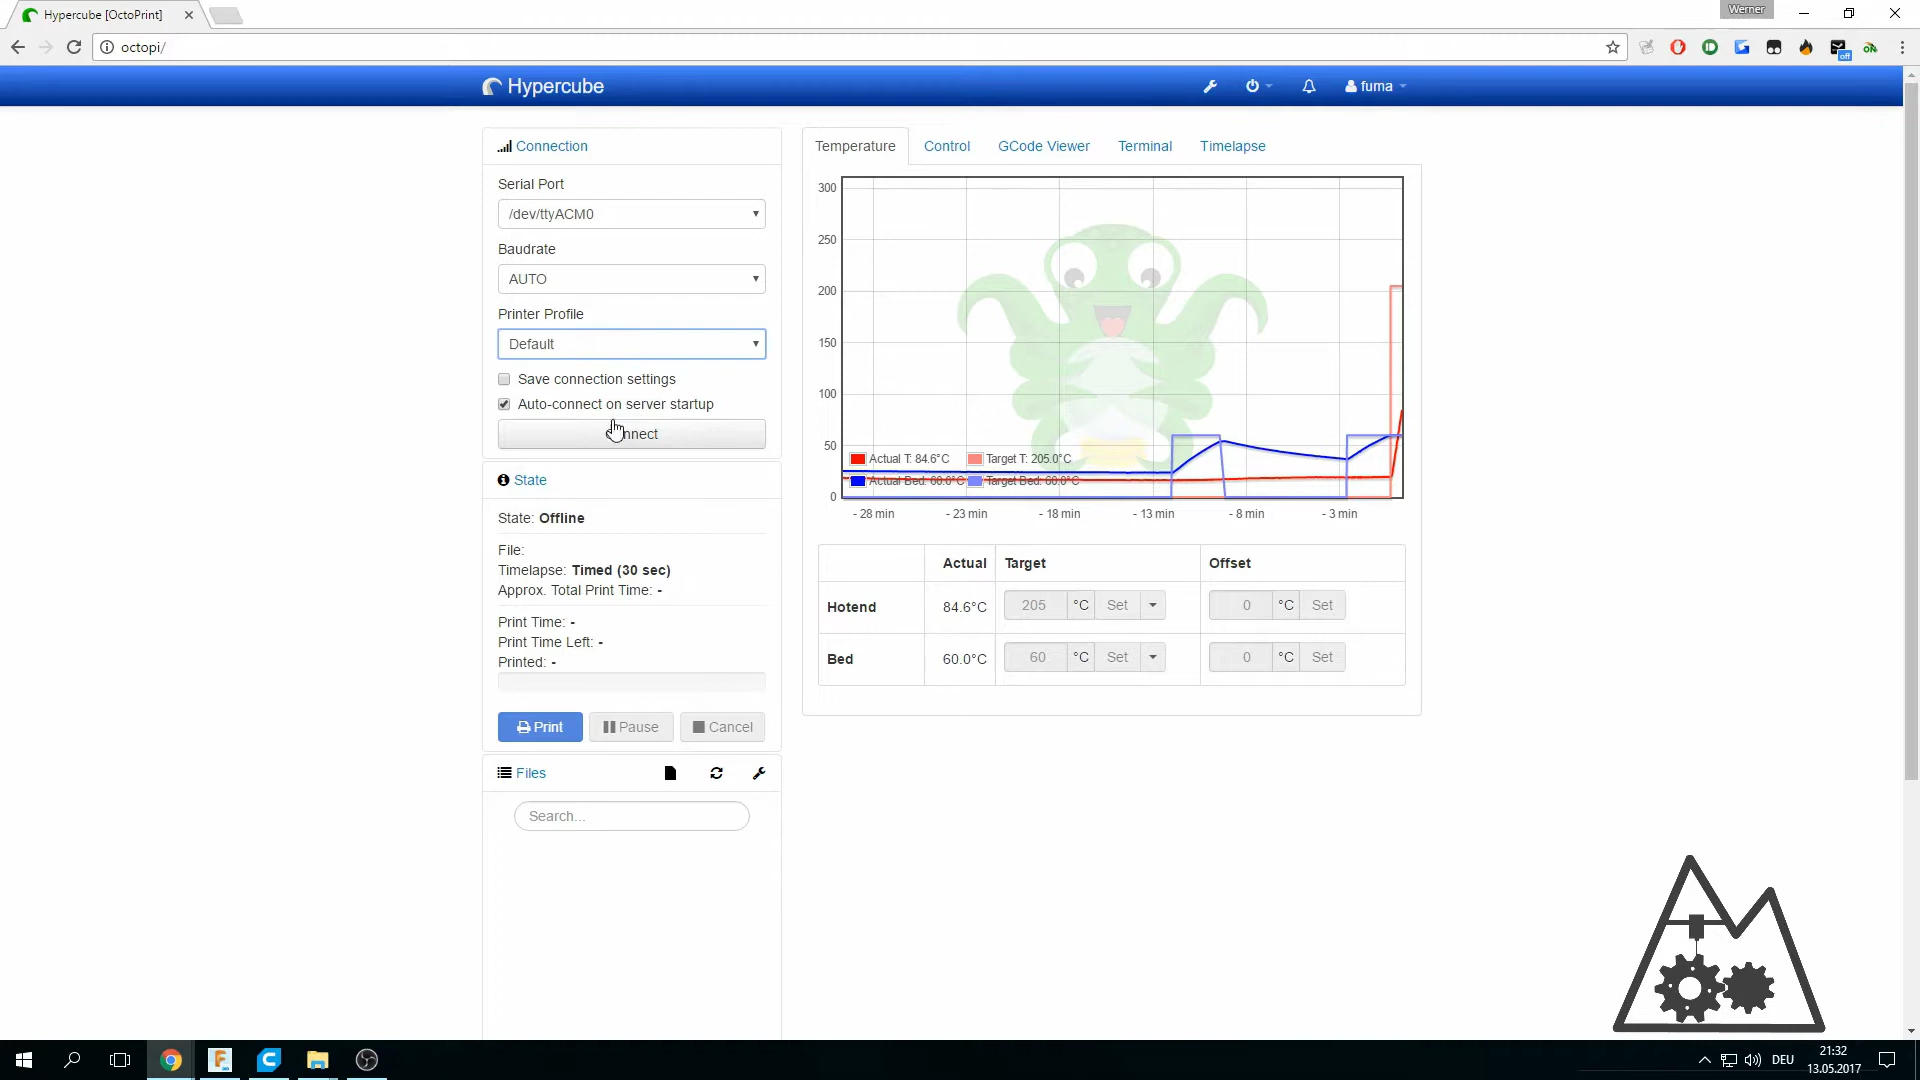 Hypercube [OctoPrint]
Werner
octopi/
off
Hypercube
fuma
Connection
Serial Port
/dev/ttyACM0
Baudrate
AUTO
Printer Profile
Default
Save connection settings
Auto-connect on server startup
nnect
State
State: Offline
File:
Timelapse: Timed (30 sec)
Approx. Total Print Time: -
Print Time: -
Print Time Left: -
Printed: -
Print
Pause
Cancel
Files
Search...
Temperature
Control
GCode Viewer
Terminal
Timelapse
300
250
200
150
100
50
0
Actual T: 84.6°C
Target T: 205.0°C
Actual Bed: 60.0°C
Target Bed: 60.0°C
- 28 min
- 23 min
- 18 min
- 13 min
- 8 min
- 3 min
Actual Target Offset
Hotend 84.6°C 205 °C Set 0 °C Set
Bed 60.0°C 60 °C Set 0 °C Set
DEU
21:32
13.05.2017